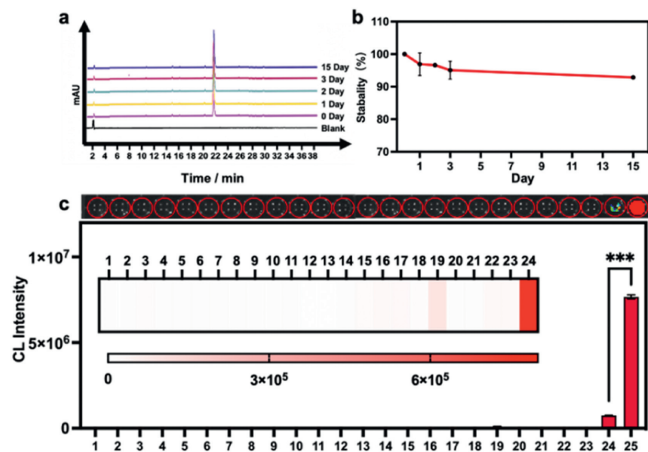 a
15 Day
3 Day
2 Day
1 Day
0 Day
Blank
mAU
2 4 6 8 10 12 14 16 18 20 22 24 26 28 30 32 34 36 38
Time / min
b
100
90
80
70
Stabality (%)
1 3 5 7 9 11 13 15
Day
c
1 2 3 4 5 6 7 8 9 10 11 12 13 14 15 16 17 18 19 20 21 22 23 24
1×10⁷
5×10⁶
0
CL Intensity
***
0 3×10⁵ 6×10⁵
1 2 3 4 5 6 7 8 9 10 11 12 13 14 15 16 17 18 19 20 21 22 23 24 25